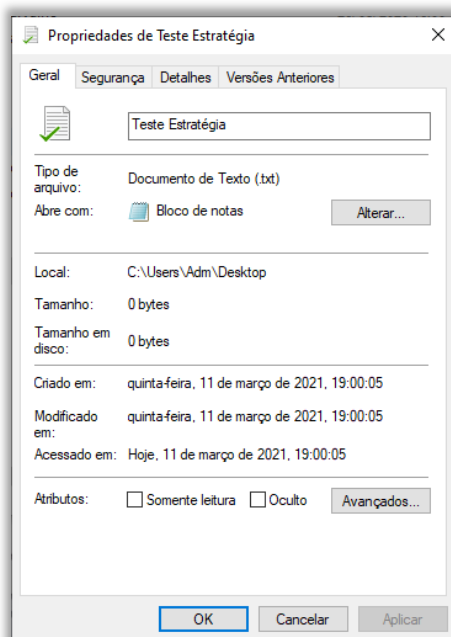 Propriedades de Teste Estratégia
Geral Segurança Detalhes Versões Anteriores
Teste Estratégia
Tipo de arquivo: Documento de Texto (.txt)
Abre com: Bloco de notas Alterar...
Local: C:\Users\Adm\Desktop
Tamanho: 0 bytes
Tamanho em disco: 0 bytes
Criado em: quinta-feira, 11 de março de 2021, 19:00:05
Modificado em: quinta-feira, 11 de março de 2021, 19:00:05
Acessado em: Hoje, 11 de março de 2021, 19:00:05
Atributos: Somente leitura Oculto Avançados...
OK Cancelar Aplicar